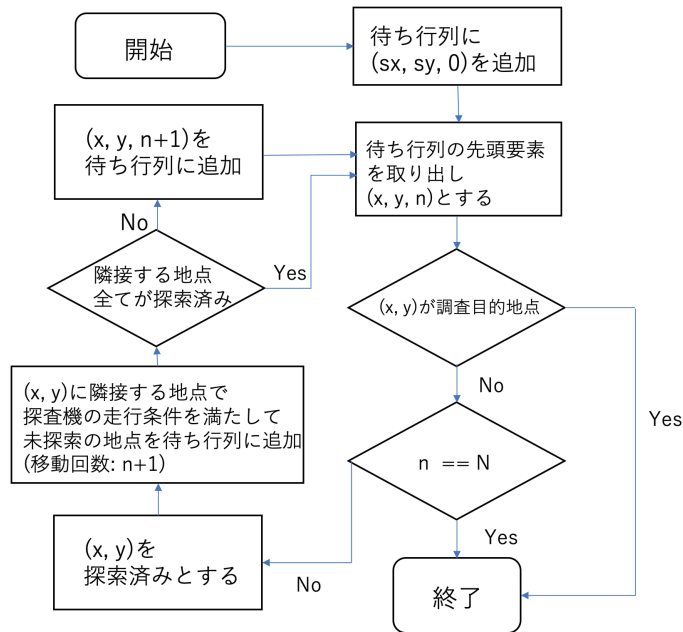 開始
待ち行列に
(sx, sy, 0)を追加
(x, y, n+1)を
待ち行列に追加
待ち行列の先頭要素
を取り出し
(x, y, n)とする
No
隣接する地点
全てが探索済み
Yes
(x, y)が調査目的地点
No
Yes
(x, y)に隣接する地点で
探査機の走行条件を満たして
未探索の地点を待ち行列に追加
(移動回数: n+1)
n == N
Yes
No
(x, y)を
探索済みとする
終了